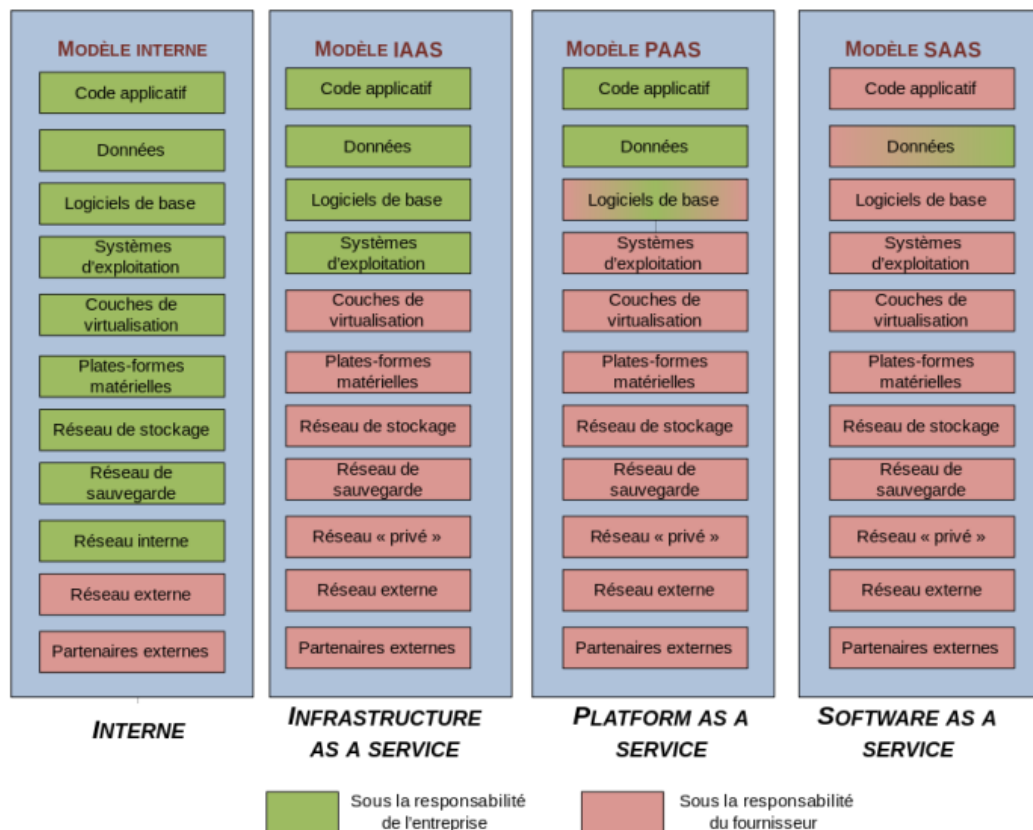 MODÈLE INTERNE
Code applicatif
Données
Logiciels de base
Systèmes
d'exploitation
Couches de
virtualisation
Plates-formes
matérielles
Réseau de stockage
Réseau de
sauvegarde
Réseau interne
Réseau externe
Partenaires externes
INTERNE
MODÈLE IAAS
Code applicatif
Données
Logiciels de base
Systèmes
d'exploitation
Couches de
virtualisation
Plates-formes
matérielles
Réseau de stockage
Réseau de
sauvegarde
Réseau « privé »
Réseau externe
Partenaires externes
INFRASTRUCTURE
AS A SERVICE
MODÈLE PAAS
Code applicatif
Données
Logiciels de base
Systèmes
d'exploitation
Couches de
virtualisation
Plates-formes
matérielles
Réseau de stockage
Réseau de
sauvegarde
Réseau « privé »
Réseau externe
Partenaires externes
PLATFORM AS A
SERVICE
MODÈLE SAAS
Code applicatif
Données
Logiciels de base
Systèmes
d'exploitation
Couches de
virtualisation
Plates-formes
matérielles
Réseau de stockage
Réseau de
sauvegarde
Réseau « privé »
Réseau externe
Partenaires externes
SOFTWARE AS A
SERVICE
Sous la responsabilité
de l'entreprise
Sous la responsabilité
du fournisseur